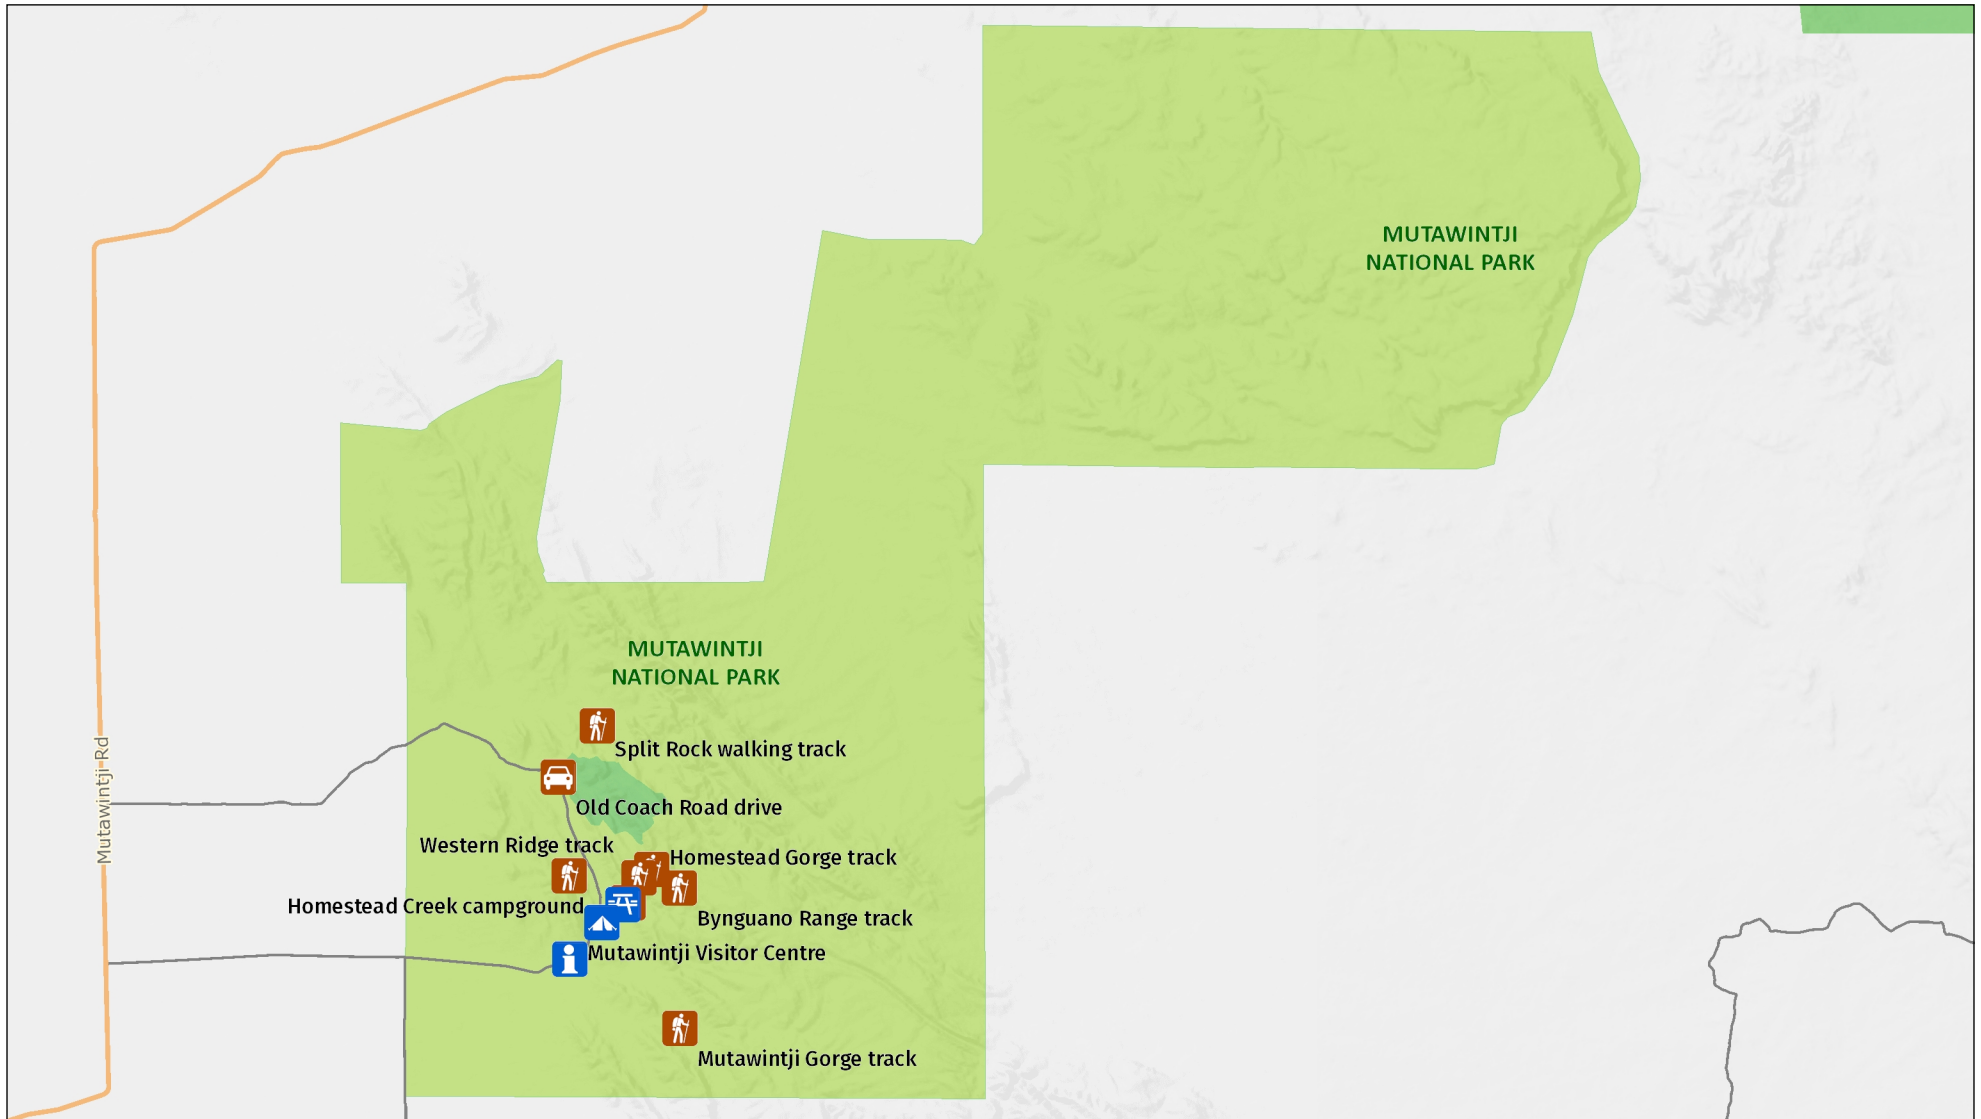 MUTAWINTJI
NATIONAL PARK
MUTAWINTJI
NATIONAL PARK
Split Rock walking track
Mutawintji Rd
Old Coach Road drive
Western Ridge track
Homestead Gorge track
Homestead Creek campground
Bynguano Range track
Mutawintji Visitor Centre
Mutawintji Gorge track